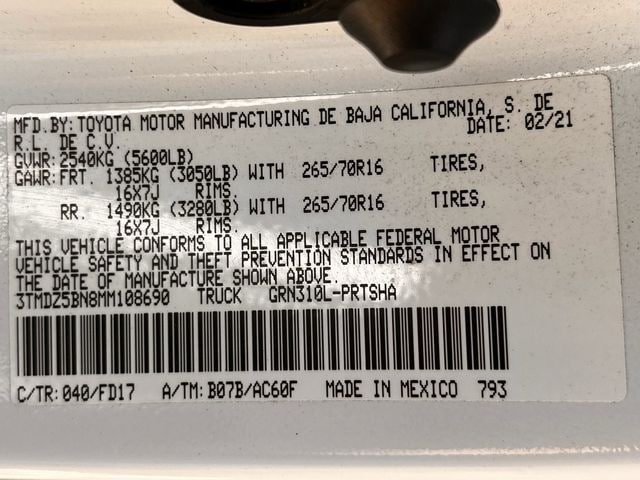 MFD.BY:TOYOTA MOTOR MANUFACTURING DE BAJA CALIFORNIA, S. DE
R.L. DE C.V. DATE: 02/21
GVWR:2540KG (5600LB)
GAWR:FRT. 1385KG (3050LB) WITH 265/70R16 TIRES,
16X7J RIMS.
RR. 1490KG (3280LB) WITH 265/70R16 TIRES,
16X7J RIMS.
THIS VEHICLE CONFORMS TO ALL APPLICABLE FEDERAL MOTOR
VEHICLE SAFETY AND THEFT PREVENTION STANDARDS IN EFFECT ON
THE DATE OF MANUFACTURE SHOWN ABOVE.
3TMDZ5BN8MM108690 TRUCK GRN310L-PRTSHA
C/TR:040/FD17 A/TM:B07B/AC60F MADE IN MEXICO 793